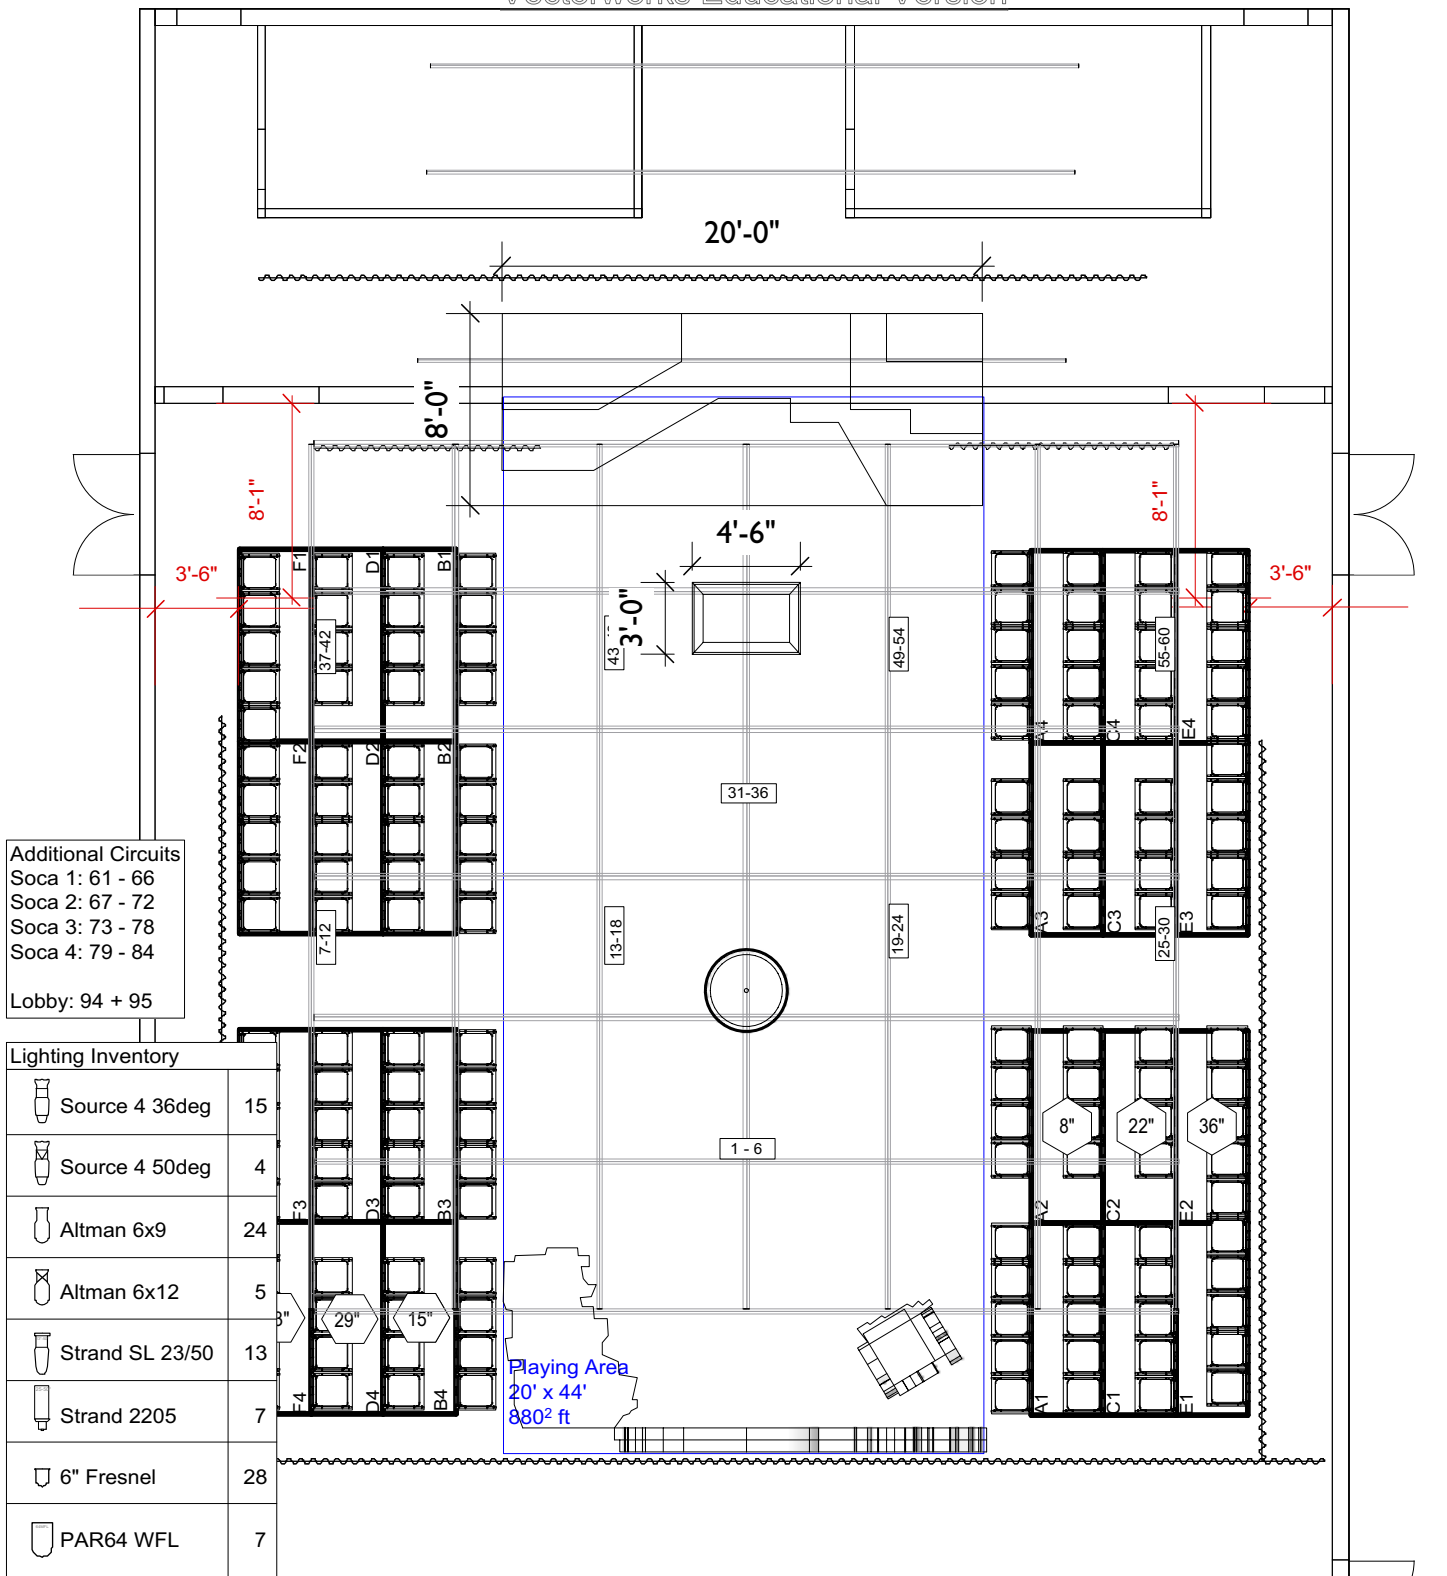 Vectorworks Educational Version
20'-0"
8'-0"
8'-1"
8'-1"
3'-6"
3'-6"
4'-6"
3'-0"
F1
D1
B1
37-42
43
49-54
55-60
A4
C4
E4
F2
D2
B2
31-36
Additional Circuits
Soca 1: 61 - 66
Soca 2: 67 - 72
Soca 3: 73 - 78
Soca 4: 79 - 84
Lobby: 94 + 95
7-12
13-18
19-24
25-30
A3
C3
E3
Lighting Inventory
Source 4 36deg 15
Source 4 50deg 4
Altman 6x9 24
Altman 6x12 5
Strand SL 23/50 13
Strand 2205 7
6" Fresnel 28
PAR64 WFL 7
8"
22"
36"
1 - 6
F3
D3
B3
A2
C2
E2
29"
15"
F4
D4
B4
Playing Area
20' x 44'
880² ft
A1
C1
E1